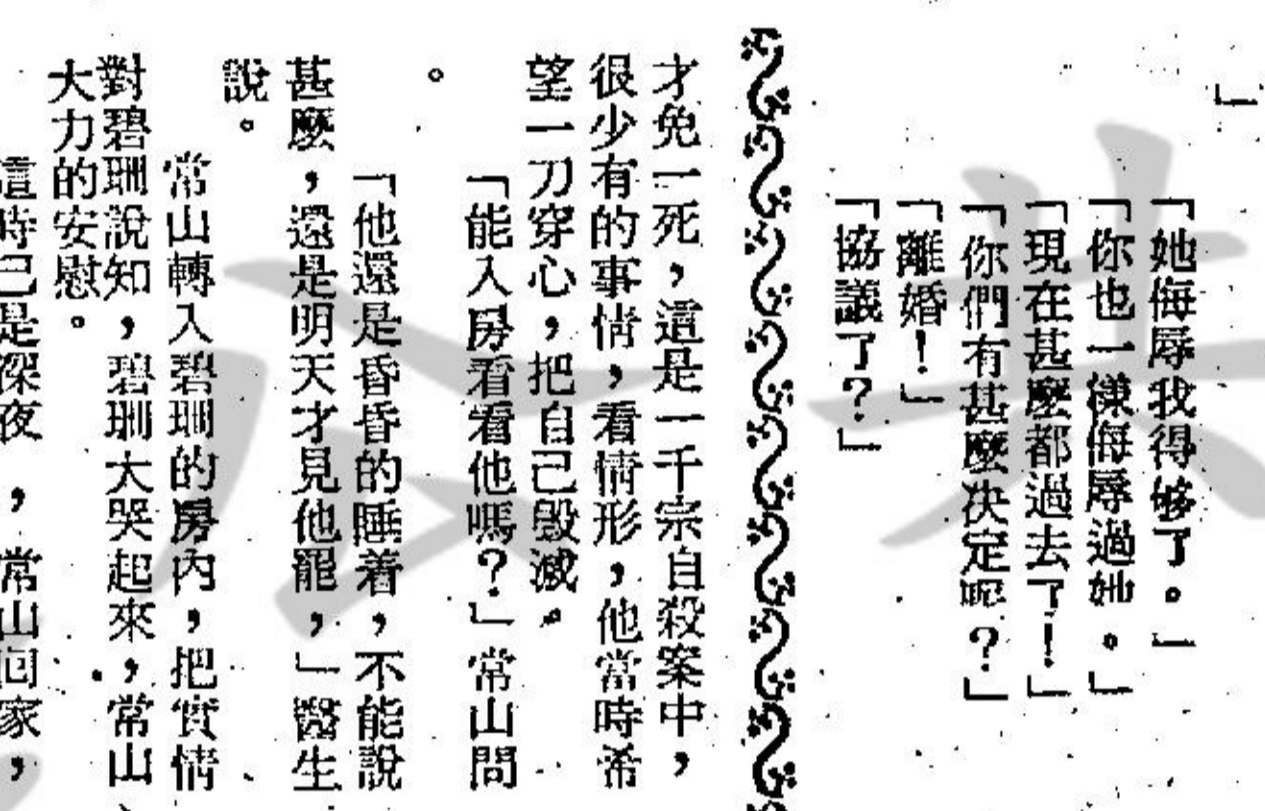 」
「她侮辱我得够了。」
「你也一樣侮辱過她。」
「現在甚麼都過去了！」
「你們有甚麼决定呢？」
「離婚！」
「協議了？」
才免一死，這是一千宗自殺案中，
很少有的事情，看情形，他當時希
望一刀穿心，把自己毀滅。
「能入房看看他嗎？」常山問
。
「他還是昏昏的睡着，不能說
甚麼，還是明天才見他罷，」醫生
說。
常山轉入碧珊的房內，把實情
對碧珊說知，碧珊大哭起來，常山
大力的安慰。
這時已是深夜，常山回家，